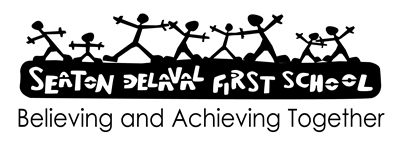 SEATON DELAVAL FIRST SCHOOL
Believing and Achieving Together